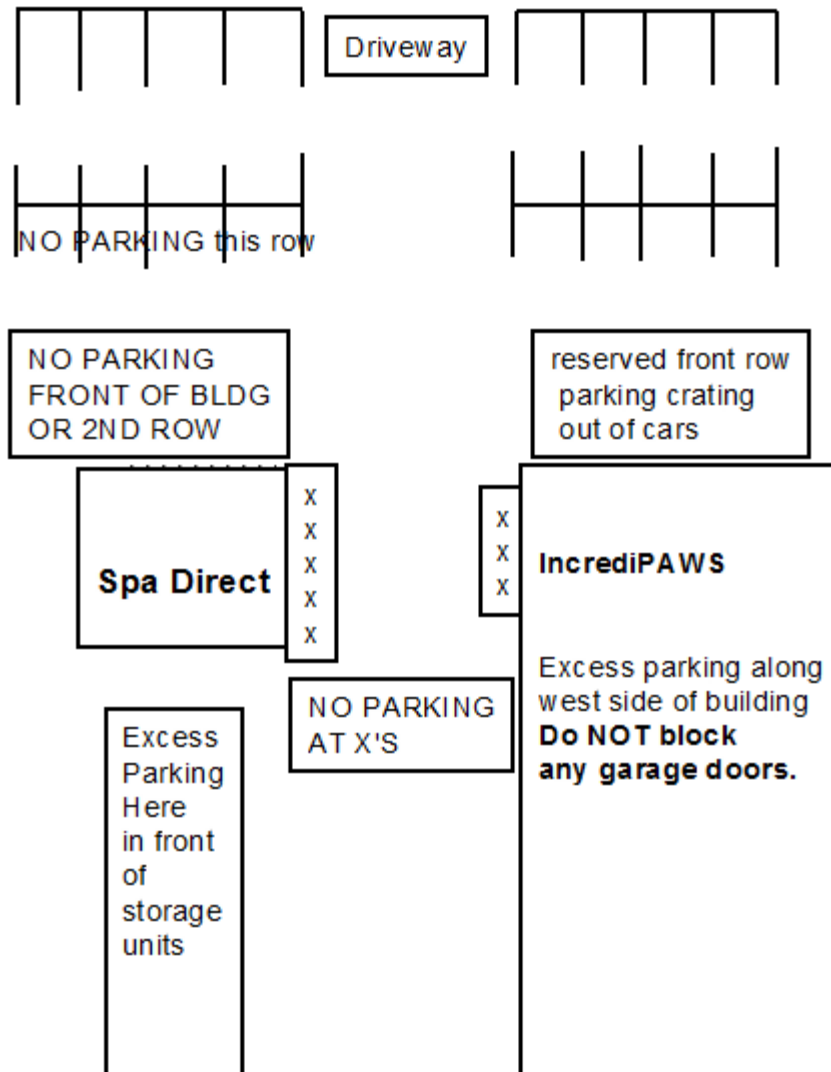 Driveway
NO PARKING this row
NO PARKING
FRONT OF BLDG
OR 2ND ROW
reserved front row
parking crating
out of cars
X
X
X
X
X
Spa Direct
X
X
X
IncrediPAWS
Excess parking along
west side of building
Do NOT block
any garage doors.
NO PARKING
AT X'S
Excess
Parking
Here
in front
of
storage
units